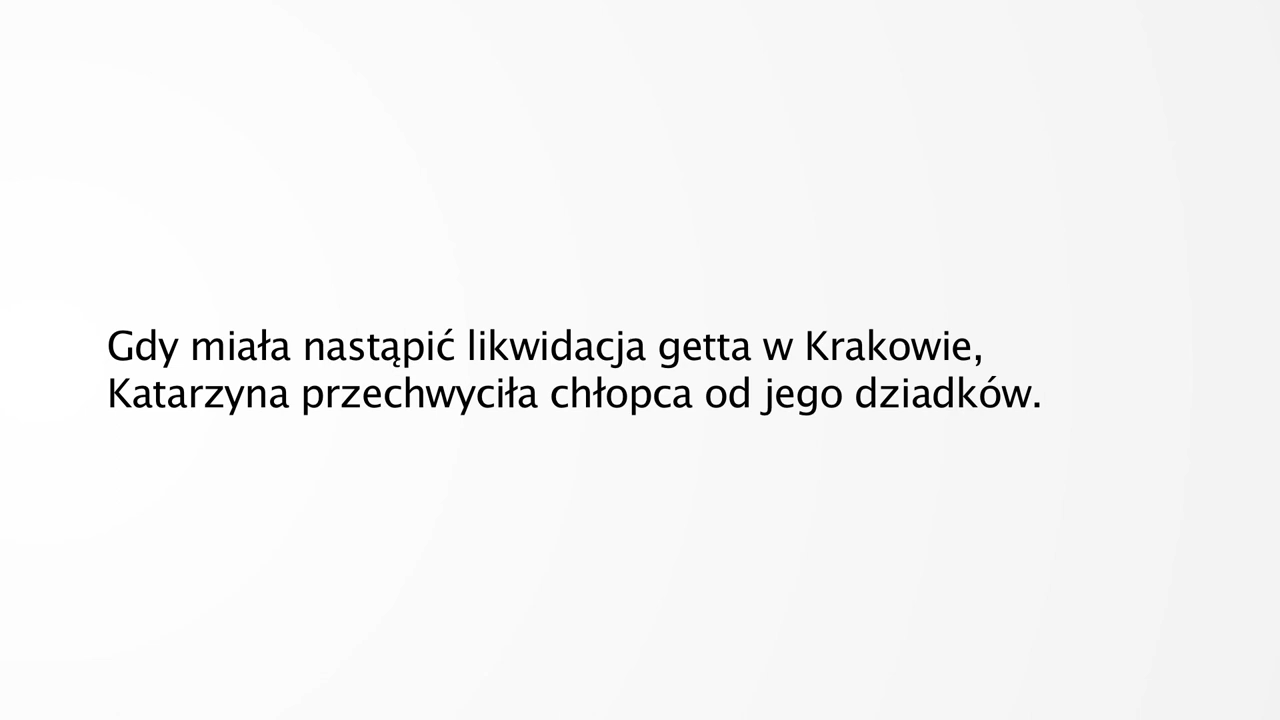 Gdy miała nastąpić likwidacja getta w Krakowie,
Katarzyna przechwyciła chłopca od jego dziadków.